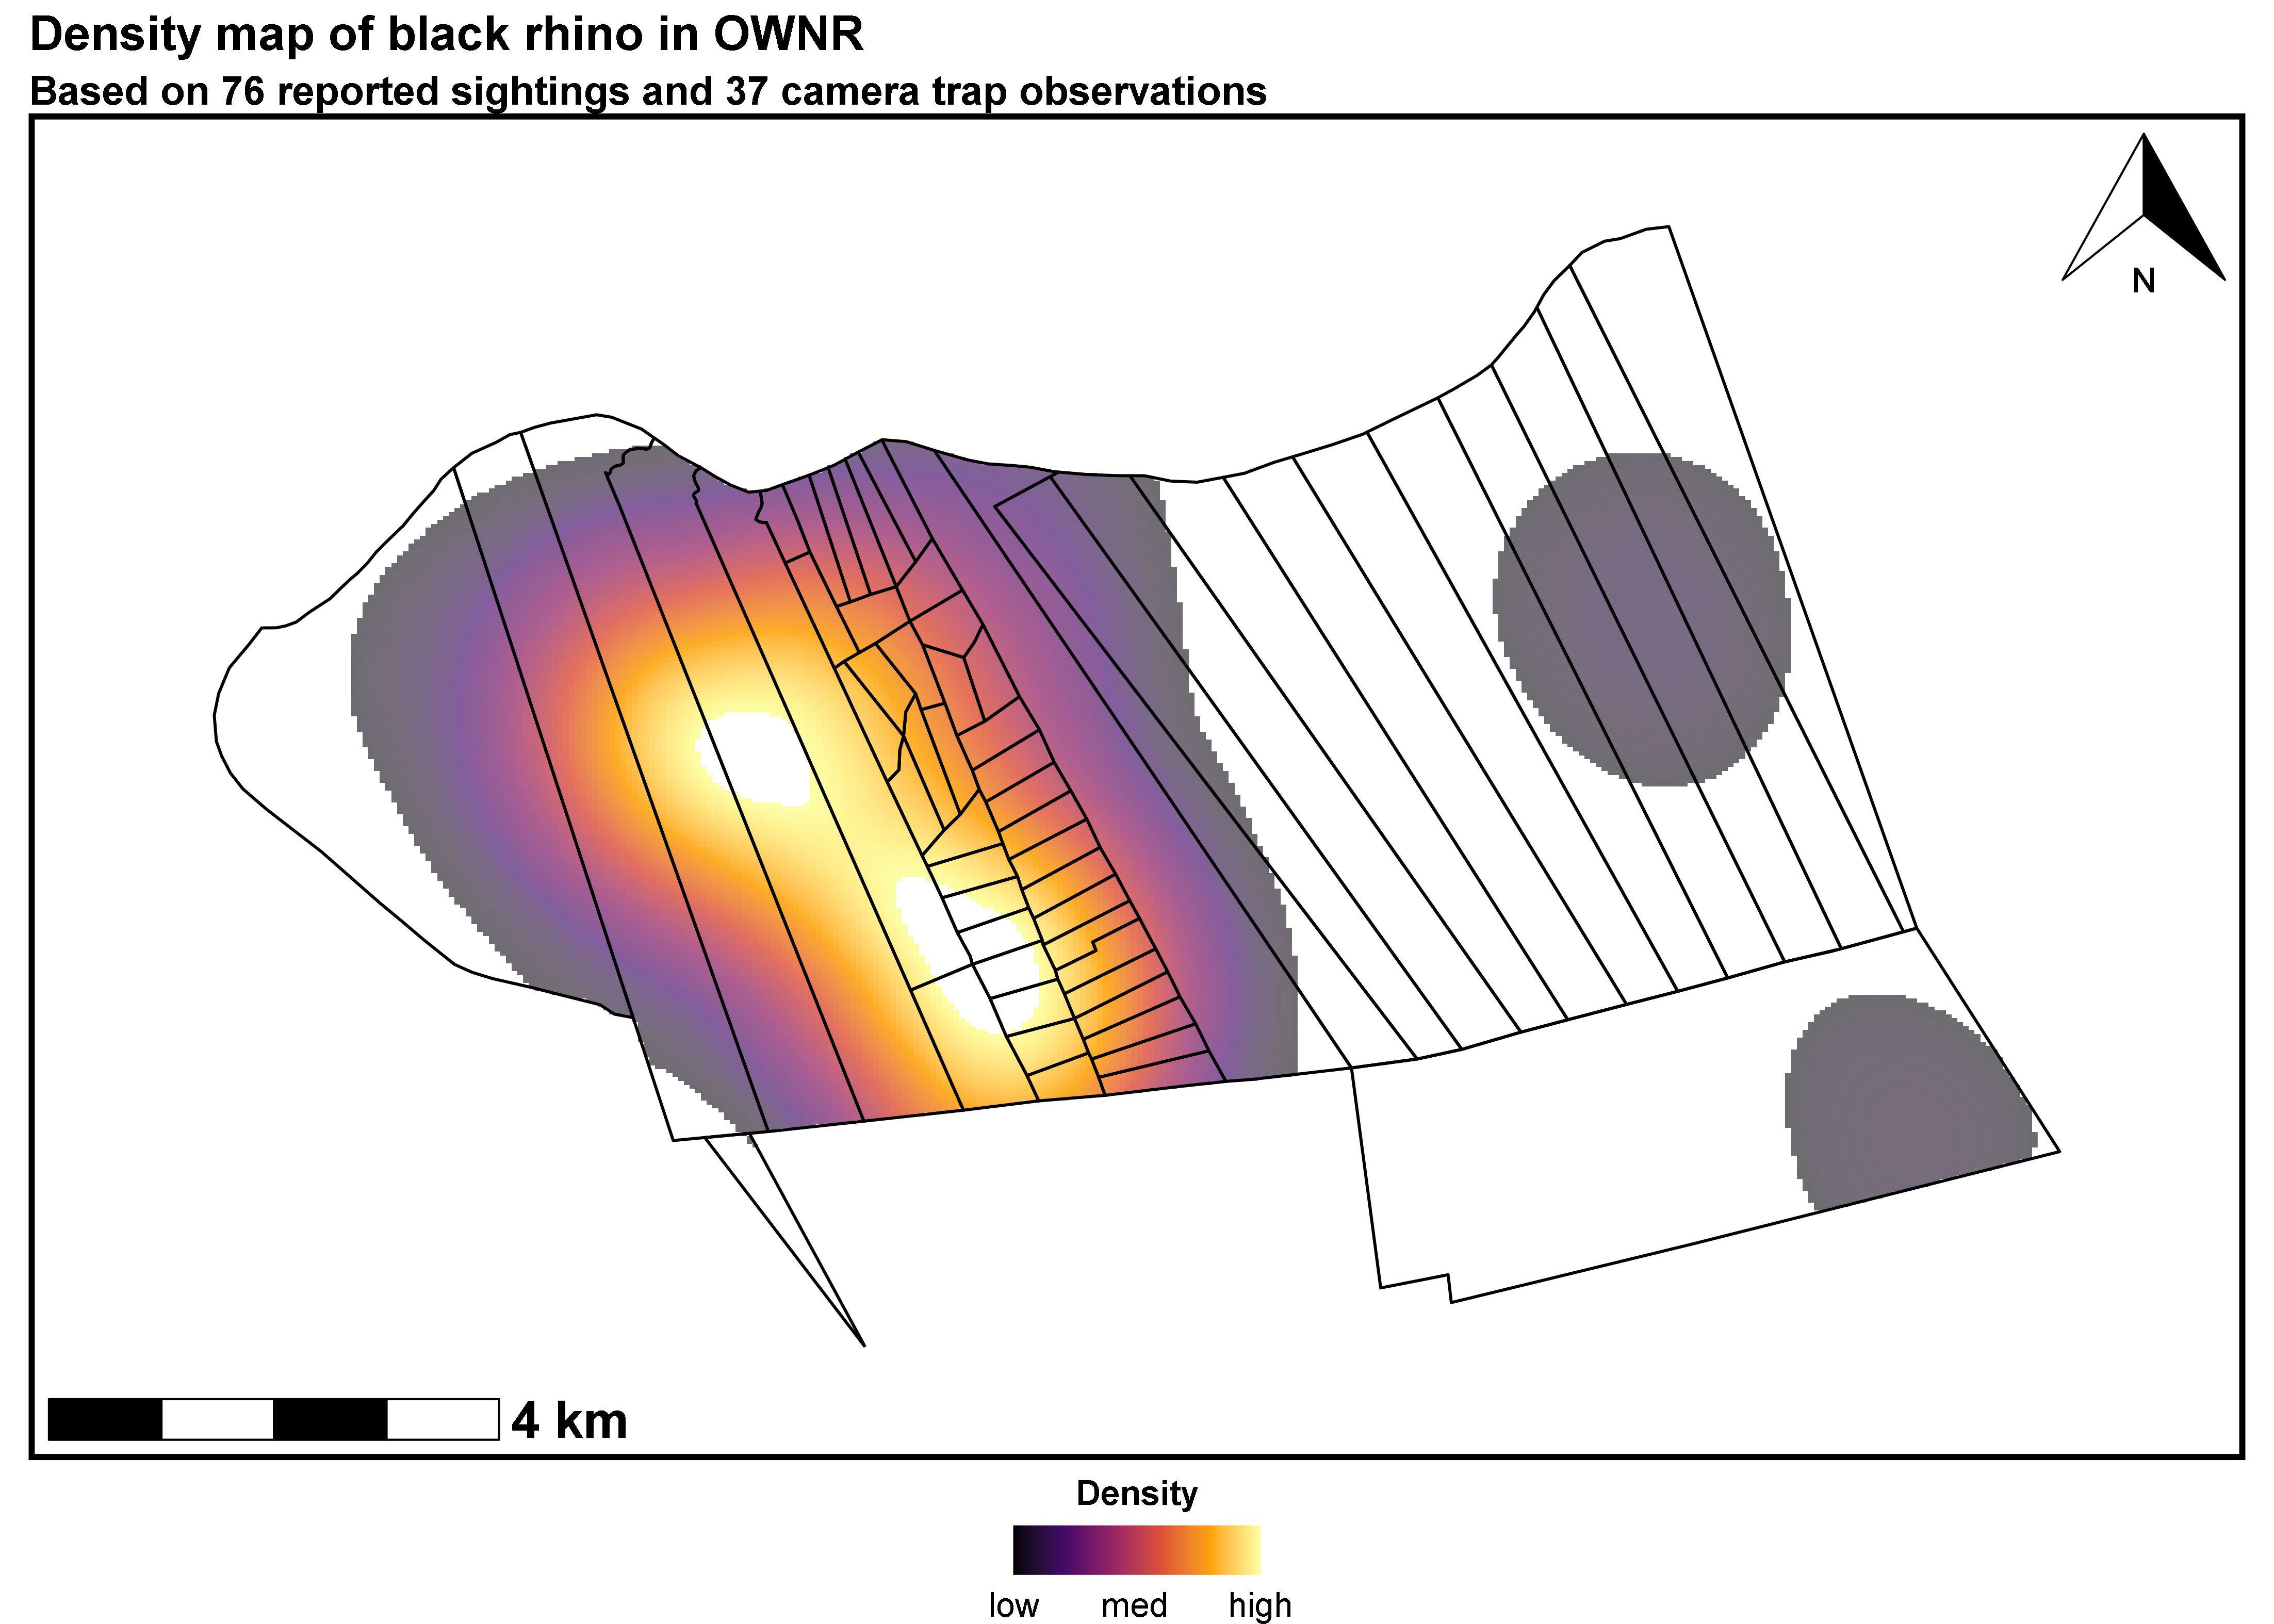 Density map of black rhino in OWNR
Based on 76 reported sightings and 37 camera trap observations
N
4 km
Density
low med high